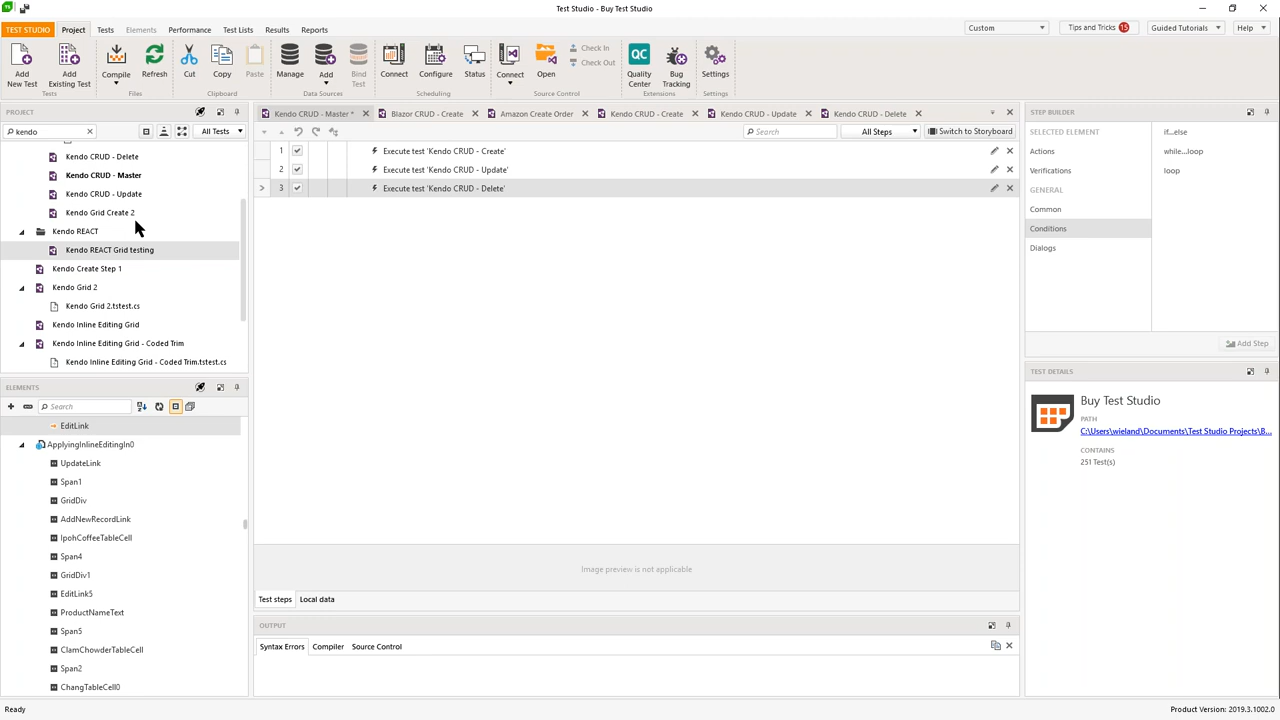 Test Studio - Buy Test Studio
TEST STUDIO Project Tests Elements Performance Test Lists Results Reports
Custom Tips and Tricks 15 Guided Tutorials Help
Add New Test
Add Existing Test
Compile
Refresh
Cut
Copy
Paste
Manage
Add
Bind Test
Connect
Configure
Status
Connect
Open
Check In
Check Out
QC
Quality Center
Bug Tracking
Settings
Tests Files Clipboard Data Sources Scheduling Source Control Extensions Settings
PROJECT
kendo
All Tests
Kendo CRUD - Delete
Kendo CRUD - Master
Kendo CRUD - Update
Kendo Grid Create 2
Kendo REACT
Kendo REACT Grid testing
Kendo Create Step 1
Kendo Grid 2
Kendo Grid 2.tstest.cs
Kendo Inline Editing Grid
Kendo Inline Editing Grid - Coded Trim
Kendo Inline Editing Grid - Coded Trim.tstest.cs
ELEMENTS
Search
EditLink
ApplyingInlineEditingIn0
UpdateLink
Span1
GridDiv
AddNewRecordLink
IpohCoffeeTableCell
Span4
GridDiv1
EditLink5
ProductNameText
Span5
ClamChowderTableCell
Span2
ChangTableCell0
Kendo CRUD - Master *
Blazor CRUD - Create
Amazon Create Order
Kendo CRUD - Create
Kendo CRUD - Update
Kendo CRUD - Delete
Search
All Steps
Switch to Storyboard
1 Execute test 'Kendo CRUD - Create'
2 Execute test 'Kendo CRUD - Update'
3 Execute test 'Kendo CRUD - Delete'
Image preview is not applicable
Test steps Local data
OUTPUT
Syntax Errors Compiler Source Control
STEP BUILDER
SELECTED ELEMENT
Actions
Verifications
GENERAL
Common
Conditions
Dialogs
if...else
while...loop
loop
Add Step
TEST DETAILS
Buy Test Studio
PATH
C:\Users\wieland\Documents\Test Studio Projects\B...
CONTAINS
251 Test(s)
Ready
Product Version: 2019.3.1002.0